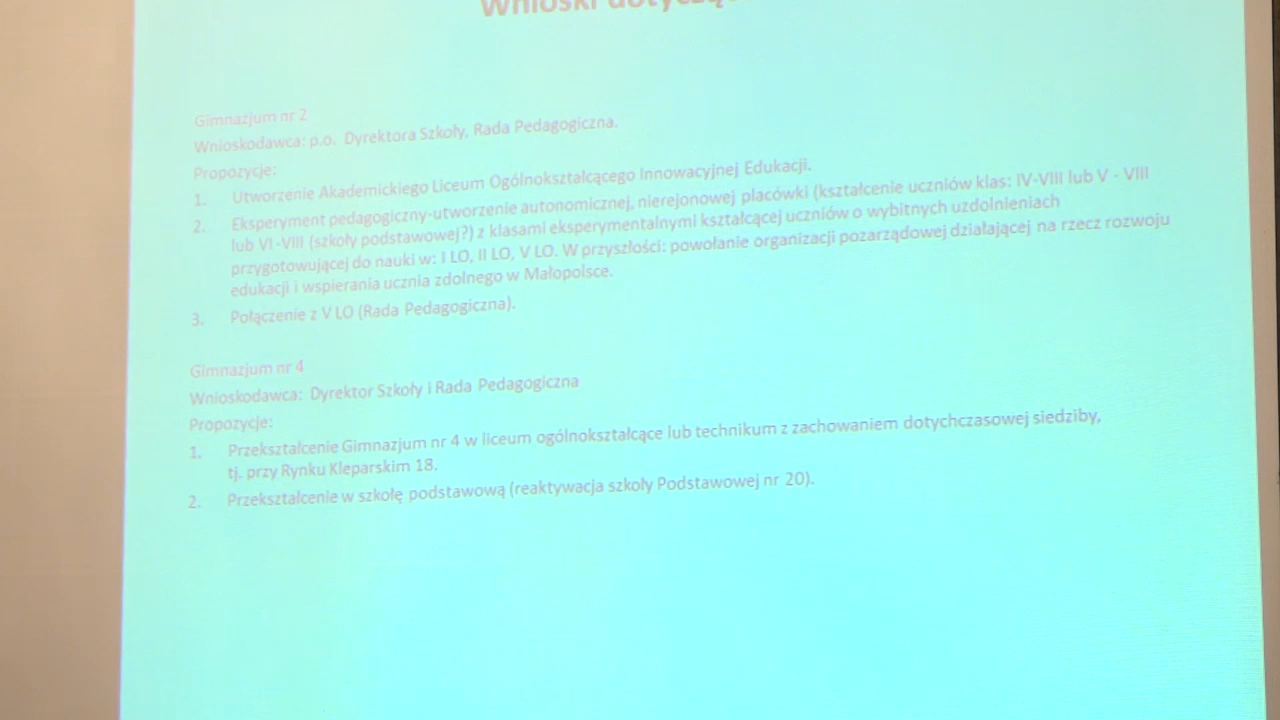 Wnioski
Gimnazjum nr 2
Wnioskodawca: p.o. Dyrektora Szkoły, Rada Pedagogiczna.
Propozycje:
1. Utworzenie Akademickiego Liceum Ogólnokształcącego Innowacyjnej Edukacji.
2. Eksperyment pedagogiczny-utworzenie autonomicznej, nierejonowej placówki (kształcenie uczniów klas: IV-VIII lub V - VIII
lub VI -VIII (szkoły podstawowej?) z klasami eksperymentalnymi kształcącej uczniów o wybitnych uzdolnieniach
przygotowującej do nauki w: I LO, II LO, V LO. W przyszłości: powołanie organizacji pozarządowej działającej na rzecz rozwoju
edukacji i wspierania ucznia zdolnego w Małopolsce.
3. Połączenie z V LO (Rada Pedagogiczna).
Gimnazjum nr 4
Wnioskodawca: Dyrektor Szkoły i Rada Pedagogiczna
Propozycje:
1. Przekształcenie Gimnazjum nr 4 w liceum ogólnokształcące lub technikum z zachowaniem dotychczasowej siedziby,
tj. przy Rynku Kleparskim 18.
2. Przekształcenie w szkołę podstawową (reaktywacja szkoły Podstawowej nr 20).